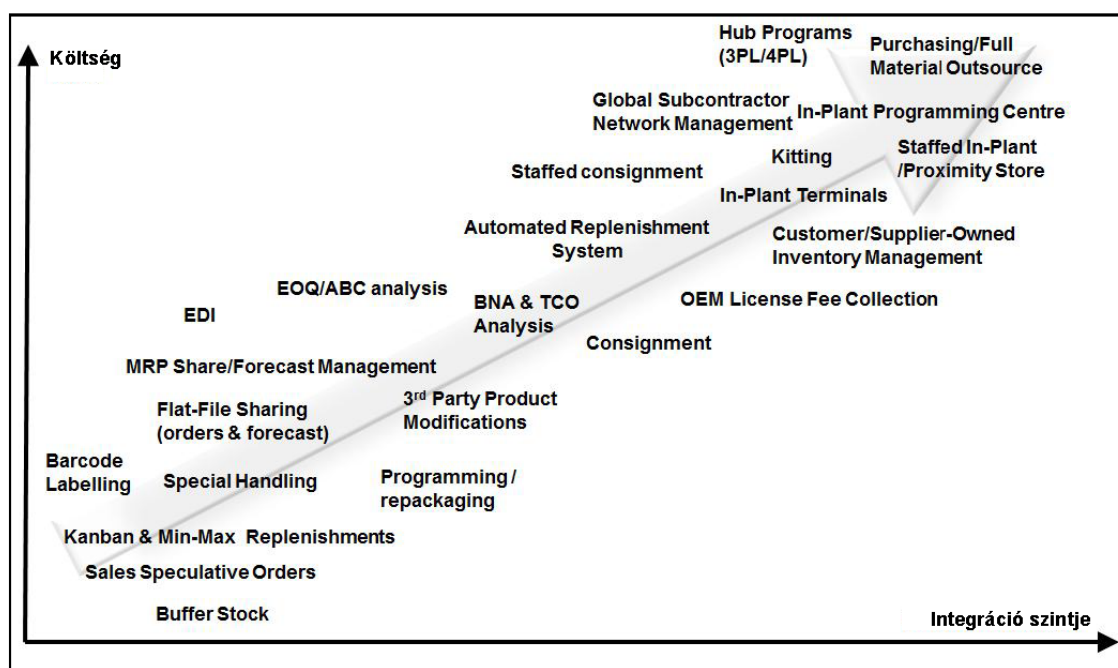 Költség
Hub Programs
(3PL/4PL)
Purchasing/Full
Material Outsource
Global Subcontractor
Network Management
In-Plant Programming Centre
Staffed consignment
Kitting
Staffed In-Plant
/Proximity Store
In-Plant Terminals
Automated Replenishment
System
Customer/Supplier-Owned
Inventory Management
EOQ/ABC analysis
BNA & TCO
Analysis
OEM License Fee Collection
EDI
Consignment
MRP Share/Forecast Management
Flat-File Sharing
(orders & forecast)
3rd Party Product
Modifications
Barcode
Labelling
Special Handling
Programming /
repackaging
Kanban & Min-Max Replenishments
Sales Speculative Orders
Buffer Stock
Integráció szintje